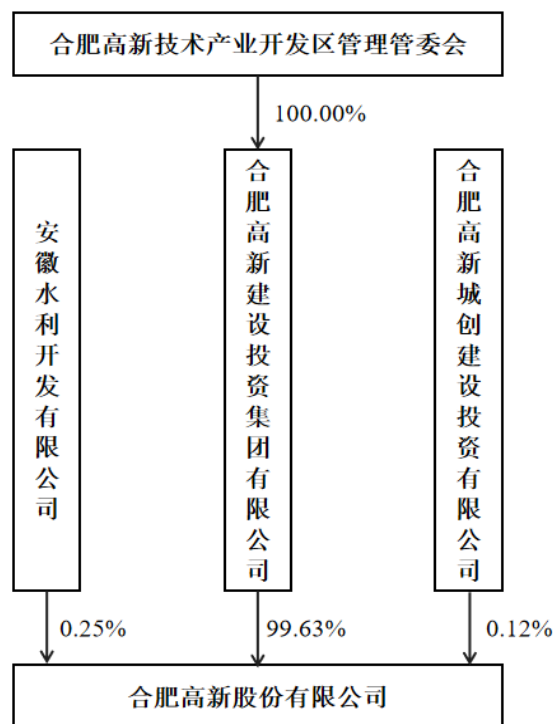 合肥高新技术产业开发区管理管委会
100.00%
安徽水利开发有限公司
合肥高新建设投资集团有限公司
合肥高新城创建设投资有限公司
0.25%
99.63%
0.12%
合肥高新股份有限公司